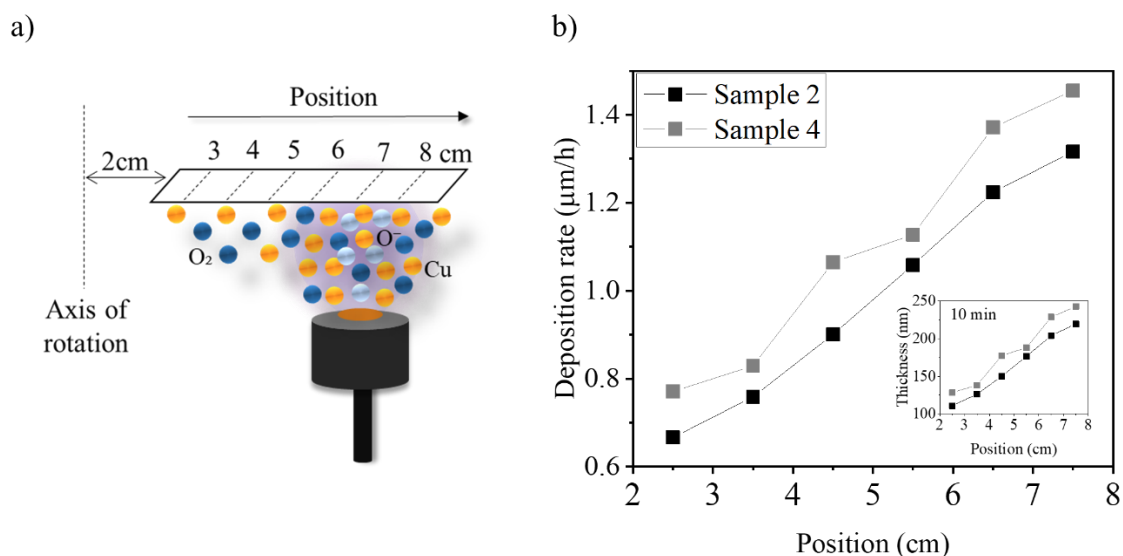 a)
Position
3 4 5 6 7 8 cm
2cm
O₂
O⁻
Cu
Axis of
rotation
b)
Deposition rate (μm/h)
1.4
1.2
1.0
0.8
0.6
Sample 2
Sample 4
2 3 4 5 6 7 8
Position (cm)
10 min
Thickness (nm)
250
200
150
100
2 3 4 5 6 7 8
Position (cm)